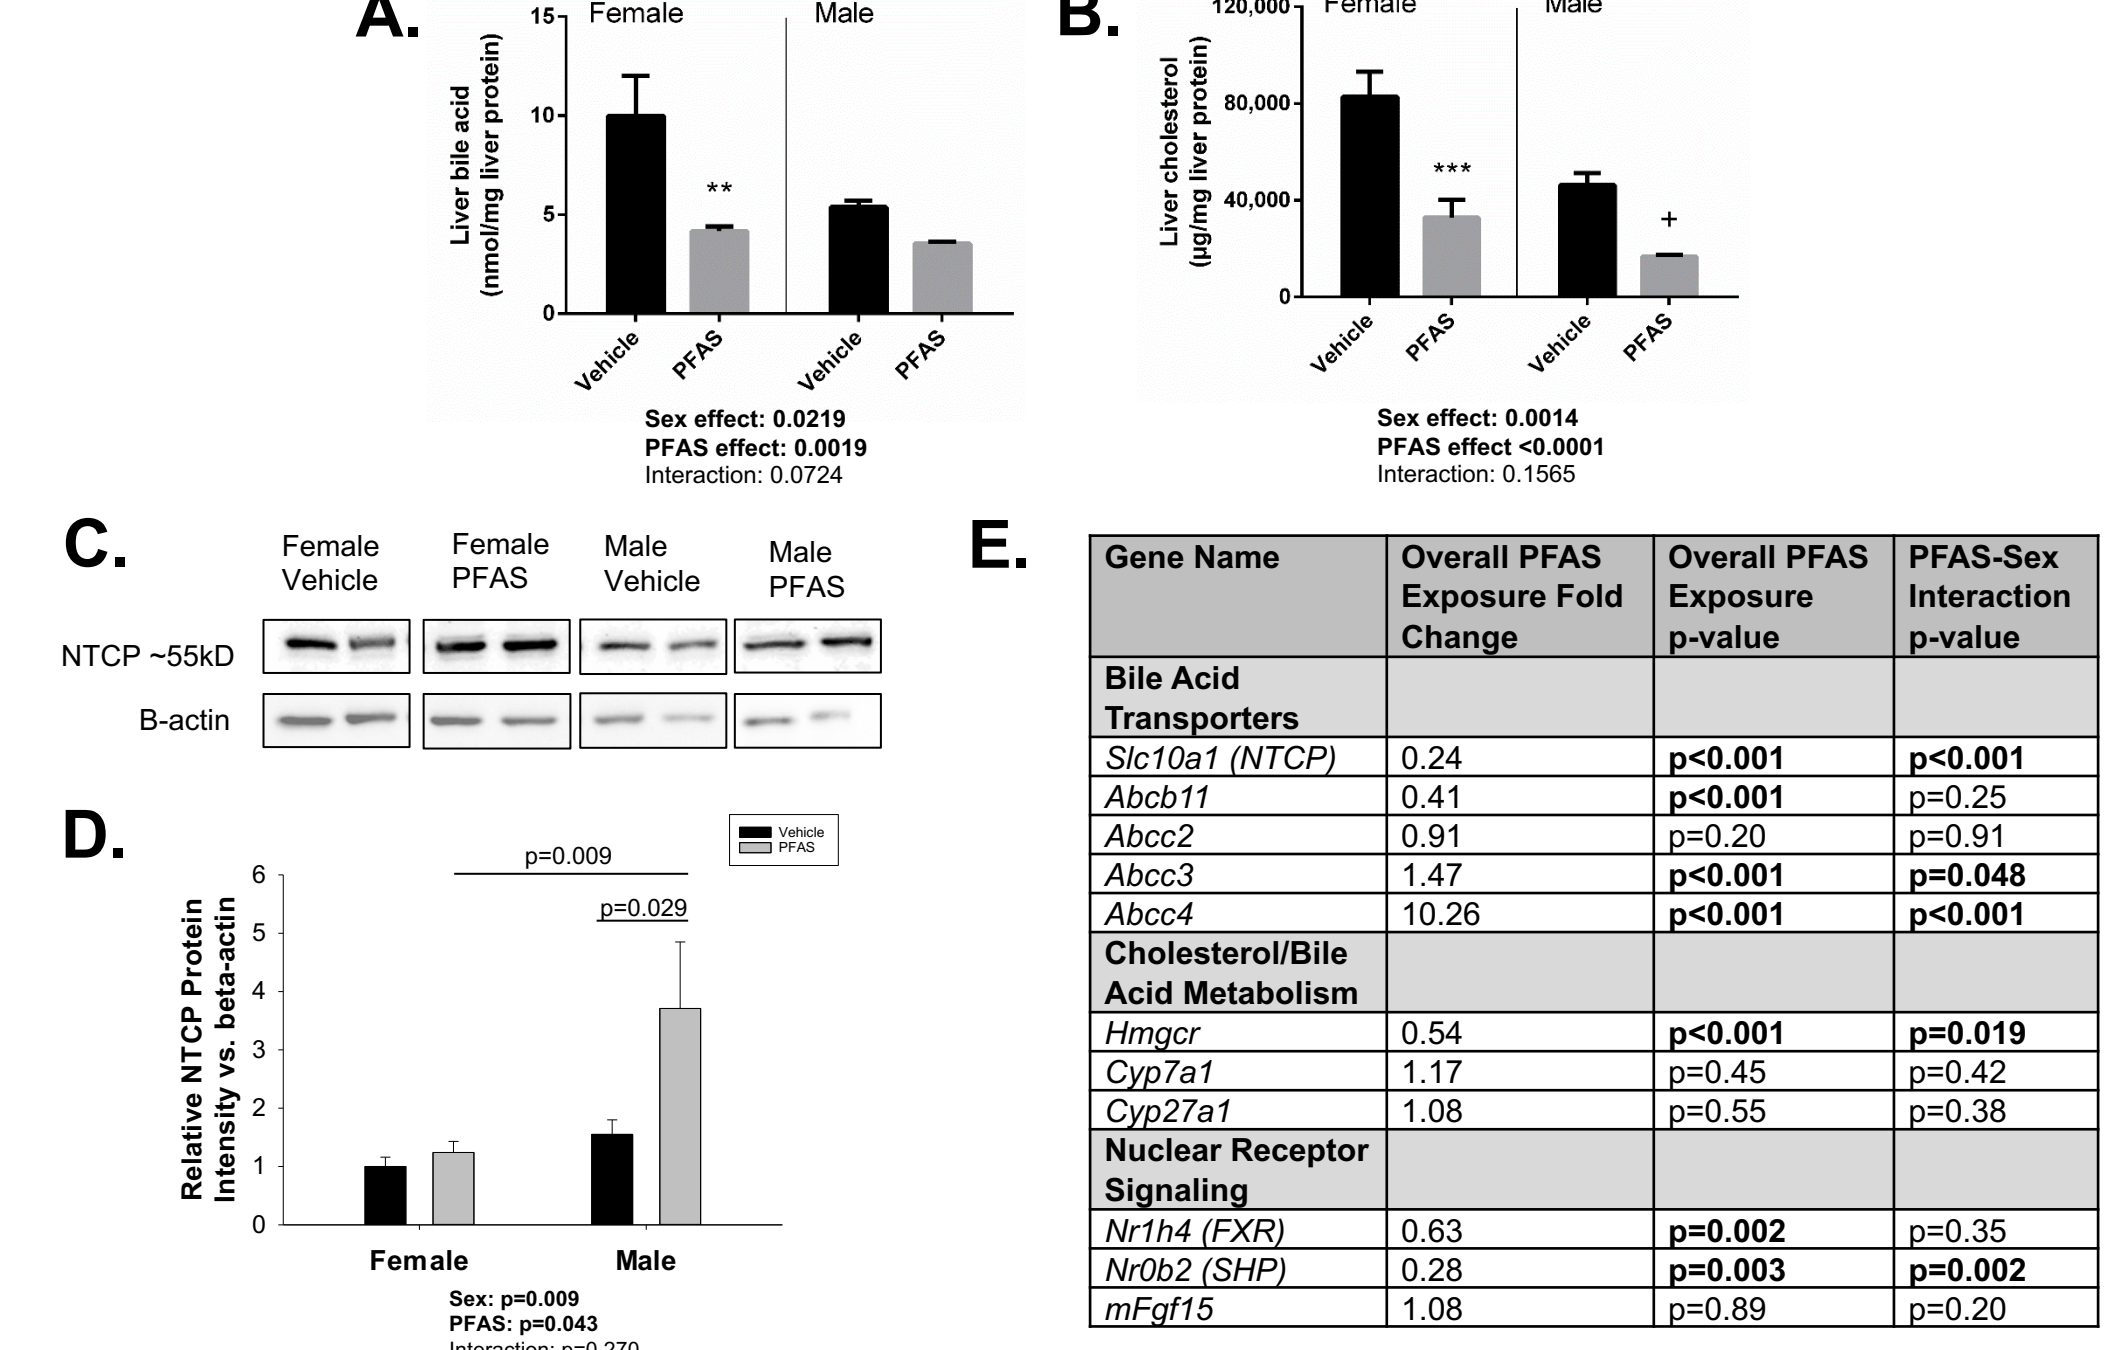 A.
15
Female
Male
10
5
0
Liver bile acid
(nmol/mg liver protein)
**
Vehicle
PFAS
Vehicle
PFAS
Sex effect: 0.0219
PFAS effect: 0.0019
Interaction: 0.0724
B.
120,000
Female
Male
80,000
40,000
0
Liver cholesterol
(µg/mg liver protein)
***
+
Vehicle
PFAS
Vehicle
PFAS
Sex effect: 0.0014
PFAS effect <0.0001
Interaction: 0.1565
C.
Female
Vehicle
Female
PFAS
Male
Vehicle
Male
PFAS
NTCP ~55kD
B-actin
D.
Vehicle
PFAS
p=0.009
p=0.029
6
5
4
3
2
1
0
Relative NTCP Protein
Intensity vs. beta-actin
Female
Male
Sex: p=0.009
PFAS: p=0.043
Interaction: p=0.270
E.
Gene Name
Overall PFAS
Exposure Fold
Change
Overall PFAS
Exposure
p-value
PFAS-Sex
Interaction
p-value
Bile Acid
Transporters
Slc10a1 (NTCP) 0.24 p<0.001 p<0.001
Abcb11 0.41 p<0.001 p=0.25
Abcc2 0.91 p=0.20 p=0.91
Abcc3 1.47 p<0.001 p=0.048
Abcc4 10.26 p<0.001 p<0.001
Cholesterol/Bile
Acid Metabolism
Hmgcr 0.54 p<0.001 p=0.019
Cyp7a1 1.17 p=0.45 p=0.42
Cyp27a1 1.08 p=0.55 p=0.38
Nuclear Receptor
Signaling
Nr1h4 (FXR) 0.63 p=0.002 p=0.35
Nr0b2 (SHP) 0.28 p=0.003 p=0.002
mFgf15 1.08 p=0.89 p=0.20